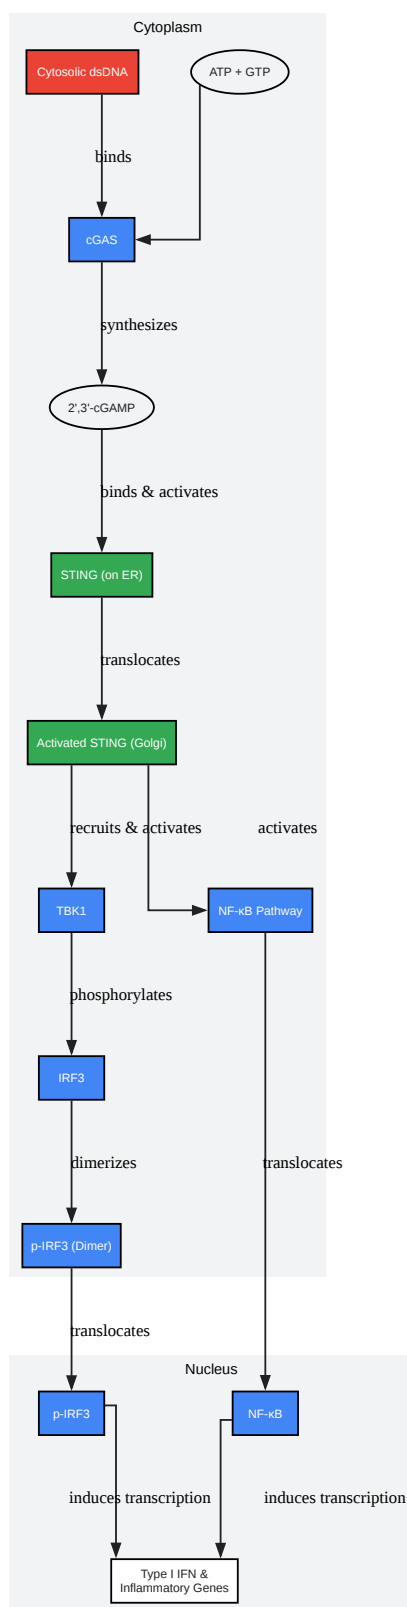 Cytoplasm
Cytosolic dsDNA
ATP + GTP
binds
cGAS
synthesizes
2',3'-cGAMP
binds & activates
STING (on ER)
translocates
Activated STING (Golgi)
recruits & activates
activates
TBK1
NF-κB Pathway
phosphorylates
IRF3
dimerizes
translocates
p-IRF3 (Dimer)
translocates
Nucleus
p-IRF3
NF-κB
induces transcription
induces transcription
Type I IFN &
Inflammatory Genes